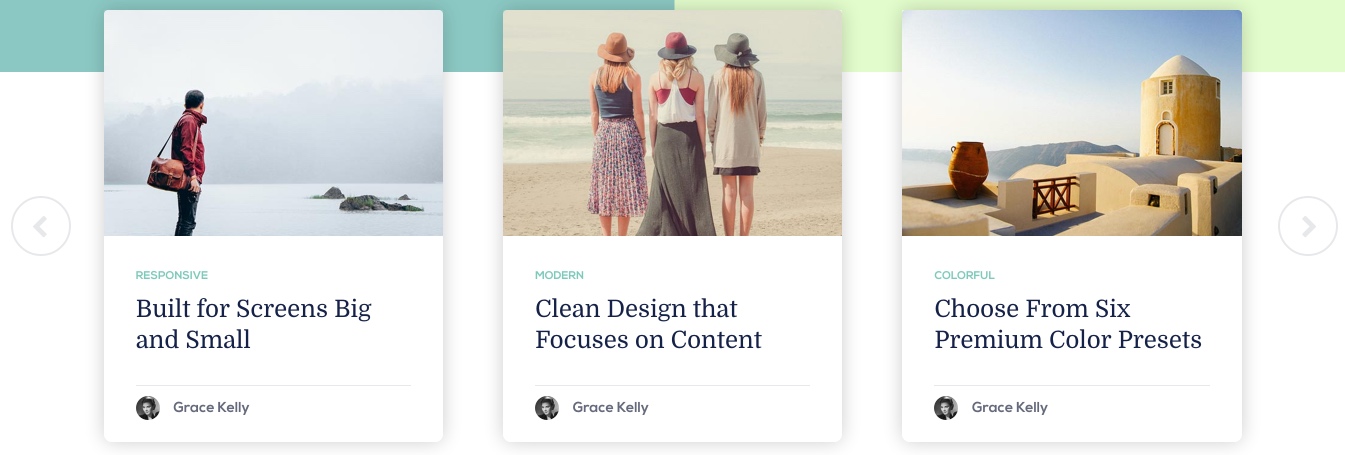 RESPONSIVE
Built for Screens Big
and Small
Grace Kelly
MODERN
Clean Design that
Focuses on Content
Grace Kelly
COLORFUL
Choose From Six
Premium Color Presets
Grace Kelly